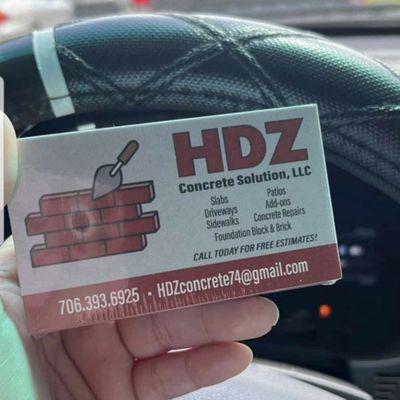 HDZ
Concrete Solution, LLC
Slabs Patios
Driveways Add-ons
Sidewalks Concrete Repairs
Foundation Block & Brick
CALL TODAY FOR FREE ESTIMATES!
706.393.6925 • HDZconcrete74@gmail.com